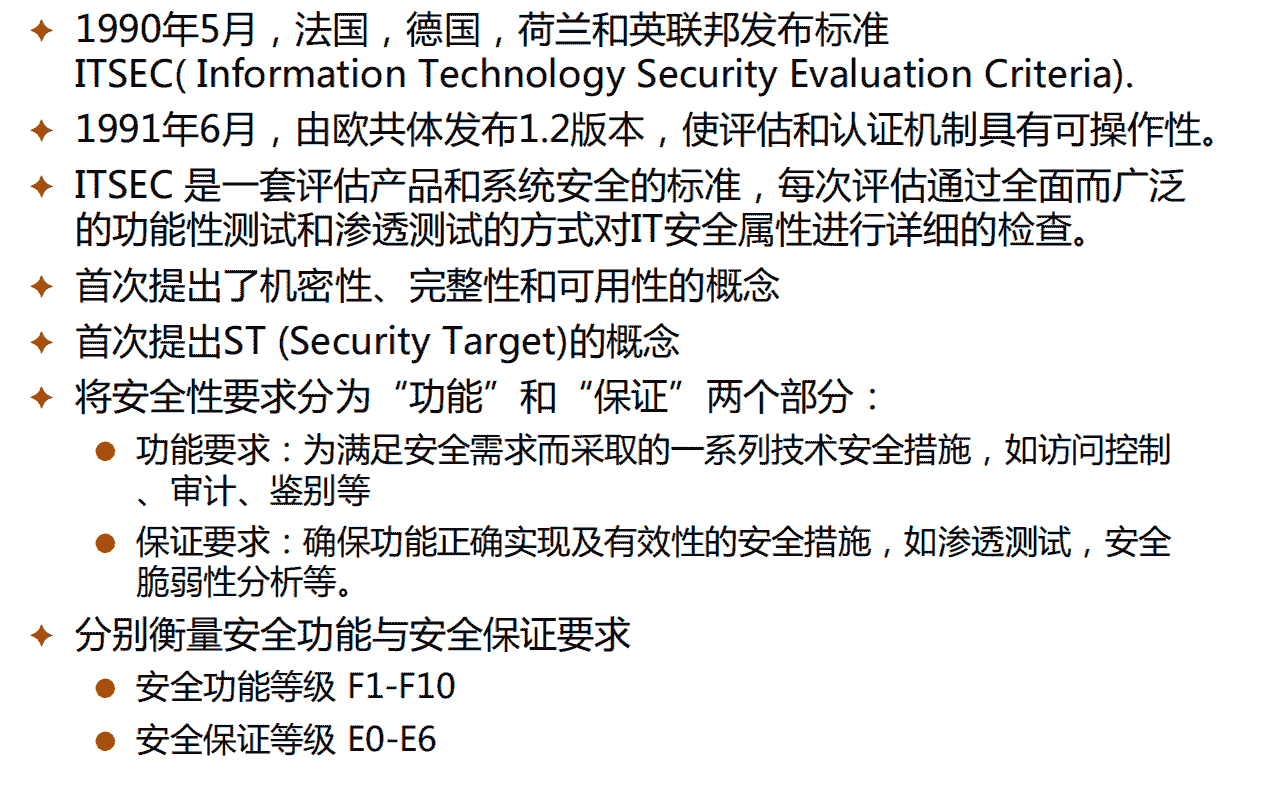 1990年5月，法国，德国，荷兰和英联邦发布标准
ITSEC( Information Technology Security Evaluation Criteria).
1991年6月，由欧共体发布1.2版本，使评估和认证机制具有可操作性。
ITSEC 是一套评估产品和系统安全的标准，每次评估通过全面而广泛
的功能性测试和渗透测试的方式对IT安全属性进行详细的检查。
首次提出了机密性、完整性和可用性的概念
首次提出ST (Security Target)的概念
将安全性要求分为“功能”和“保证”两个部分：
功能要求：为满足安全需求而采取的一系列技术安全措施，如访问控制
、审计、鉴别等
保证要求：确保功能正确实现及有效性的安全措施，如渗透测试，安全
脆弱性分析等。
分别衡量安全功能与安全保证要求
安全功能等级 F1-F10
安全保证等级 E0-E6